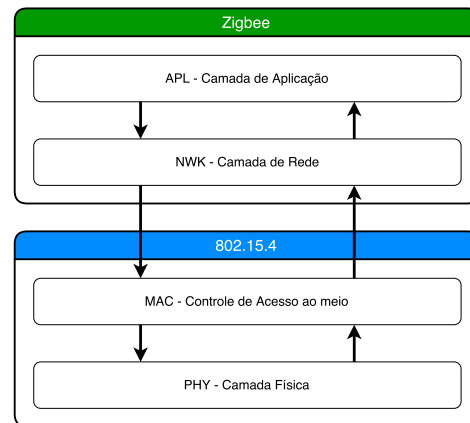 Zigbee
APL - Camada de Aplicação
NWK - Camada de Rede
802.15.4
MAC - Controle de Acesso ao meio
PHY - Camada Física